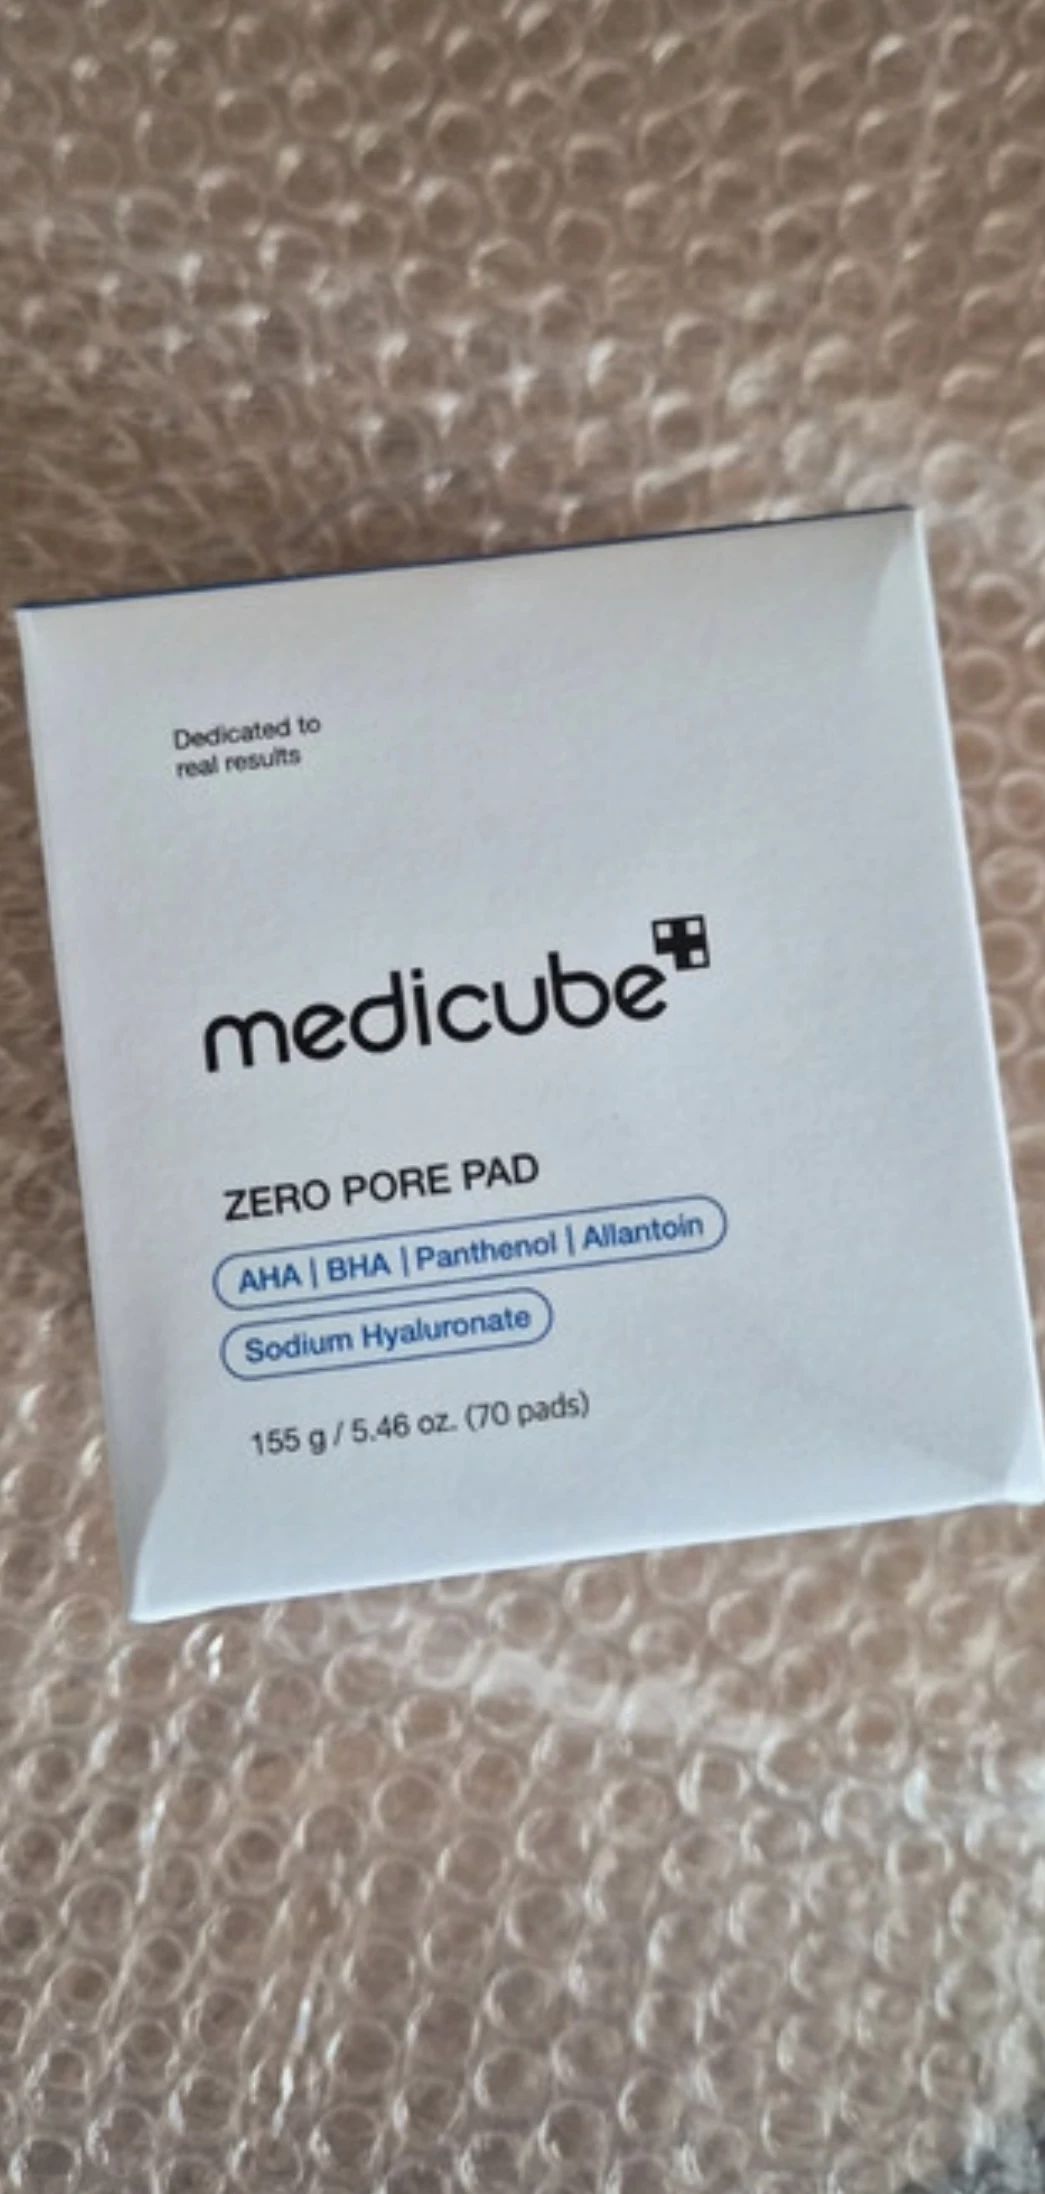 Dedicated to
real results
medicube
ZERO PORE PAD
AHA | BHA | Panthenol | Allantoin
Sodium Hyaluronate
155 g / 5.46 oz. (70 pads)